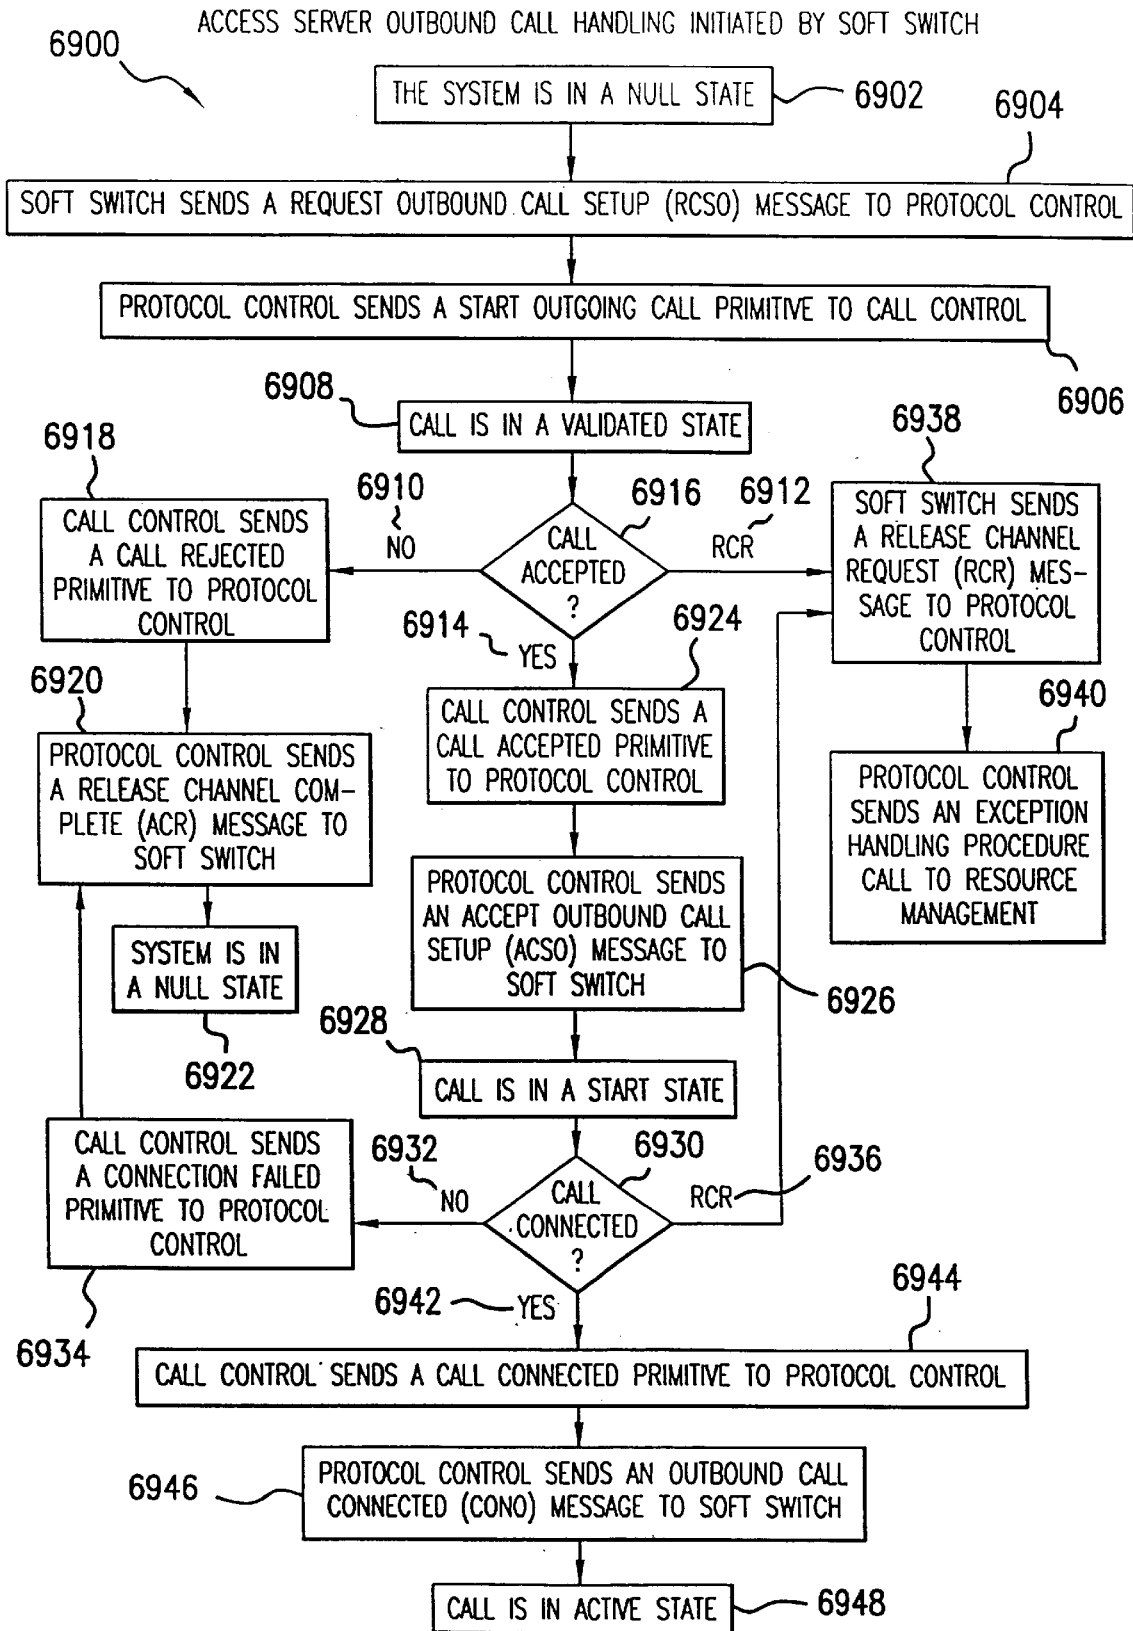 ACCESS SERVER OUTBOUND CALL HANDLING INITIATED BY SOFT SWITCH
6900
THE SYSTEM IS IN A NULL STATE
6902
6904
SOFT SWITCH SENDS A REQUEST OUTBOUND CALL SETUP (RCSO) MESSAGE TO PROTOCOL CONTROL
PROTOCOL CONTROL SENDS A START OUTGOING CALL PRIMITIVE TO CALL CONTROL
6906
6908
CALL IS IN A VALIDATED STATE
6918
CALL CONTROL SENDS
A CALL REJECTED
PRIMITIVE TO PROTOCOL
CONTROL
6910
NO
6916
CALL
ACCEPTED
?
6912
RCR
6938
SOFT SWITCH SENDS
A RELEASE CHANNEL
REQUEST (RCR) MES-
SAGE TO PROTOCOL
CONTROL
6914
YES
6924
CALL CONTROL SENDS A
CALL ACCEPTED PRIMITIVE
TO PROTOCOL CONTROL
6920
PROTOCOL CONTROL SENDS
A RELEASE CHANNEL COM-
PLETE (ACR) MESSAGE TO
SOFT SWITCH
6940
PROTOCOL CONTROL
SENDS AN EXCEPTION
HANDLING PROCEDURE
CALL TO RESOURCE
MANAGEMENT
PROTOCOL CONTROL SENDS
AN ACCEPT OUTBOUND CALL
SETUP (ACSO) MESSAGE TO
SOFT SWITCH
6926
SYSTEM IS IN
A NULL STATE
6922
6928
CALL IS IN A START STATE
CALL CONTROL SENDS
A CONNECTION FAILED
PRIMITIVE TO PROTOCOL
CONTROL
6934
6932
NO
6930
CALL
CONNECTED
?
RCR
6936
6942
YES
6944
CALL CONTROL SENDS A CALL CONNECTED PRIMITIVE TO PROTOCOL CONTROL
6946
PROTOCOL CONTROL SENDS AN OUTBOUND CALL
CONNECTED (CONO) MESSAGE TO SOFT SWITCH
CALL IS IN ACTIVE STATE
6948